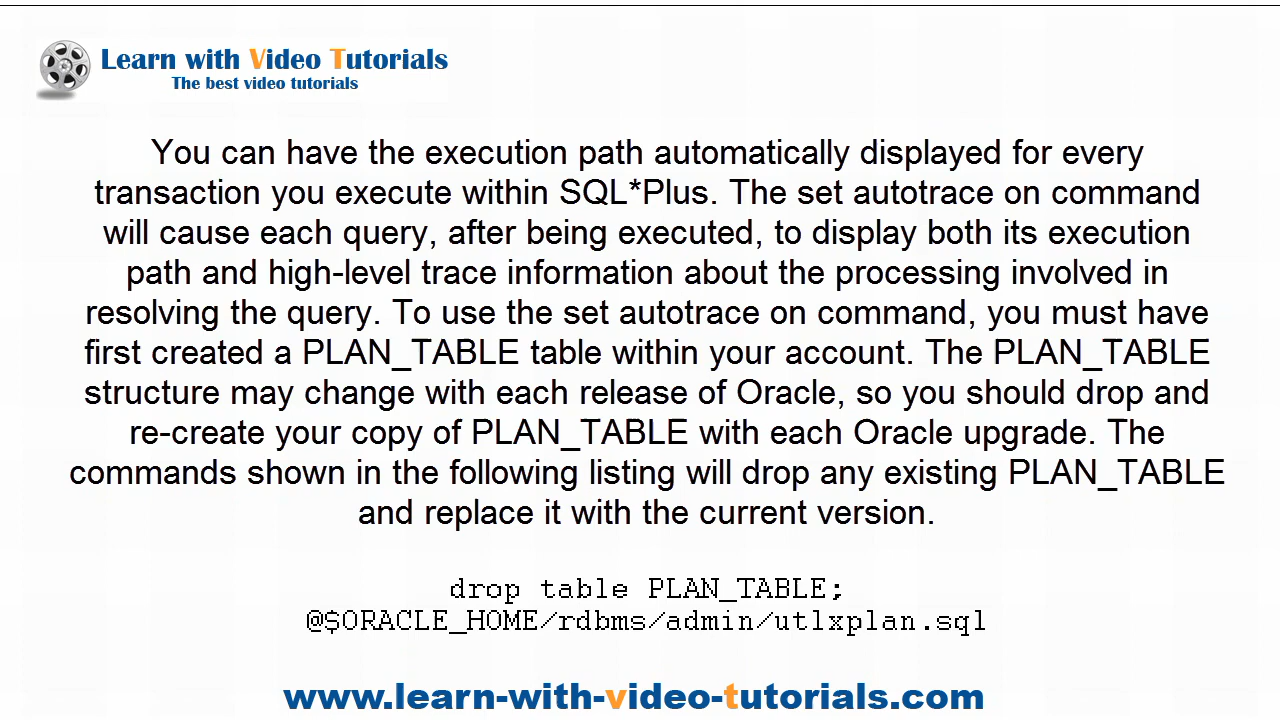 Learn with Video Tutorials
The best video tutorials
You can have the execution path automatically displayed for every
transaction you execute within SQL*Plus. The set autotrace on command
will cause each query, after being executed, to display both its execution
path and high-level trace information about the processing involved in
resolving the query. To use the set autotrace on command, you must have
first created a PLAN_TABLE table within your account. The PLAN_TABLE
structure may change with each release of Oracle, so you should drop and
re-create your copy of PLAN_TABLE with each Oracle upgrade. The
commands shown in the following listing will drop any existing PLAN_TABLE
and replace it with the current version.
drop table PLAN_TABLE;
@$ORACLE_HOME/rdbms/admin/utlxplan.sql
www.learn-with-video-tutorials.com